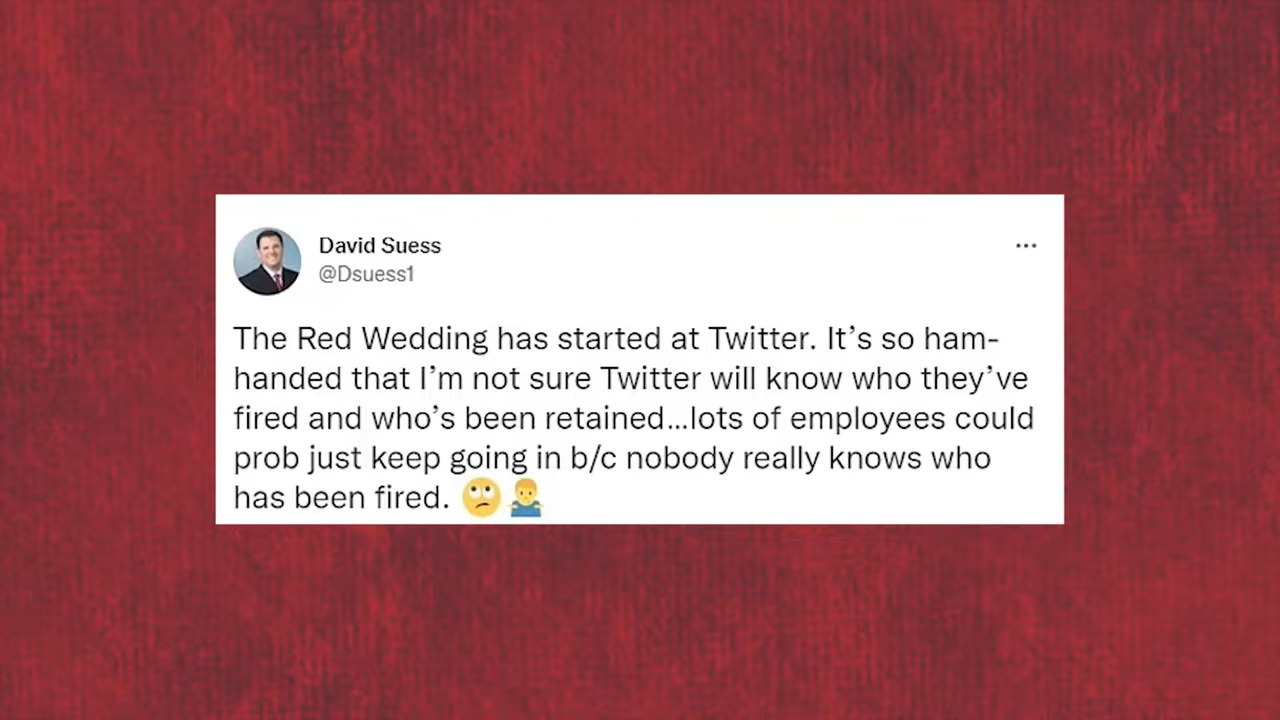 David Suess
@Dsuess1
The Red Wedding has started at Twitter. It’s so ham-
handed that I’m not sure Twitter will know who they’ve
fired and who’s been retained...lots of employees could
prob just keep going in b/c nobody really knows who
has been fired. 🙄🤷‍♂️